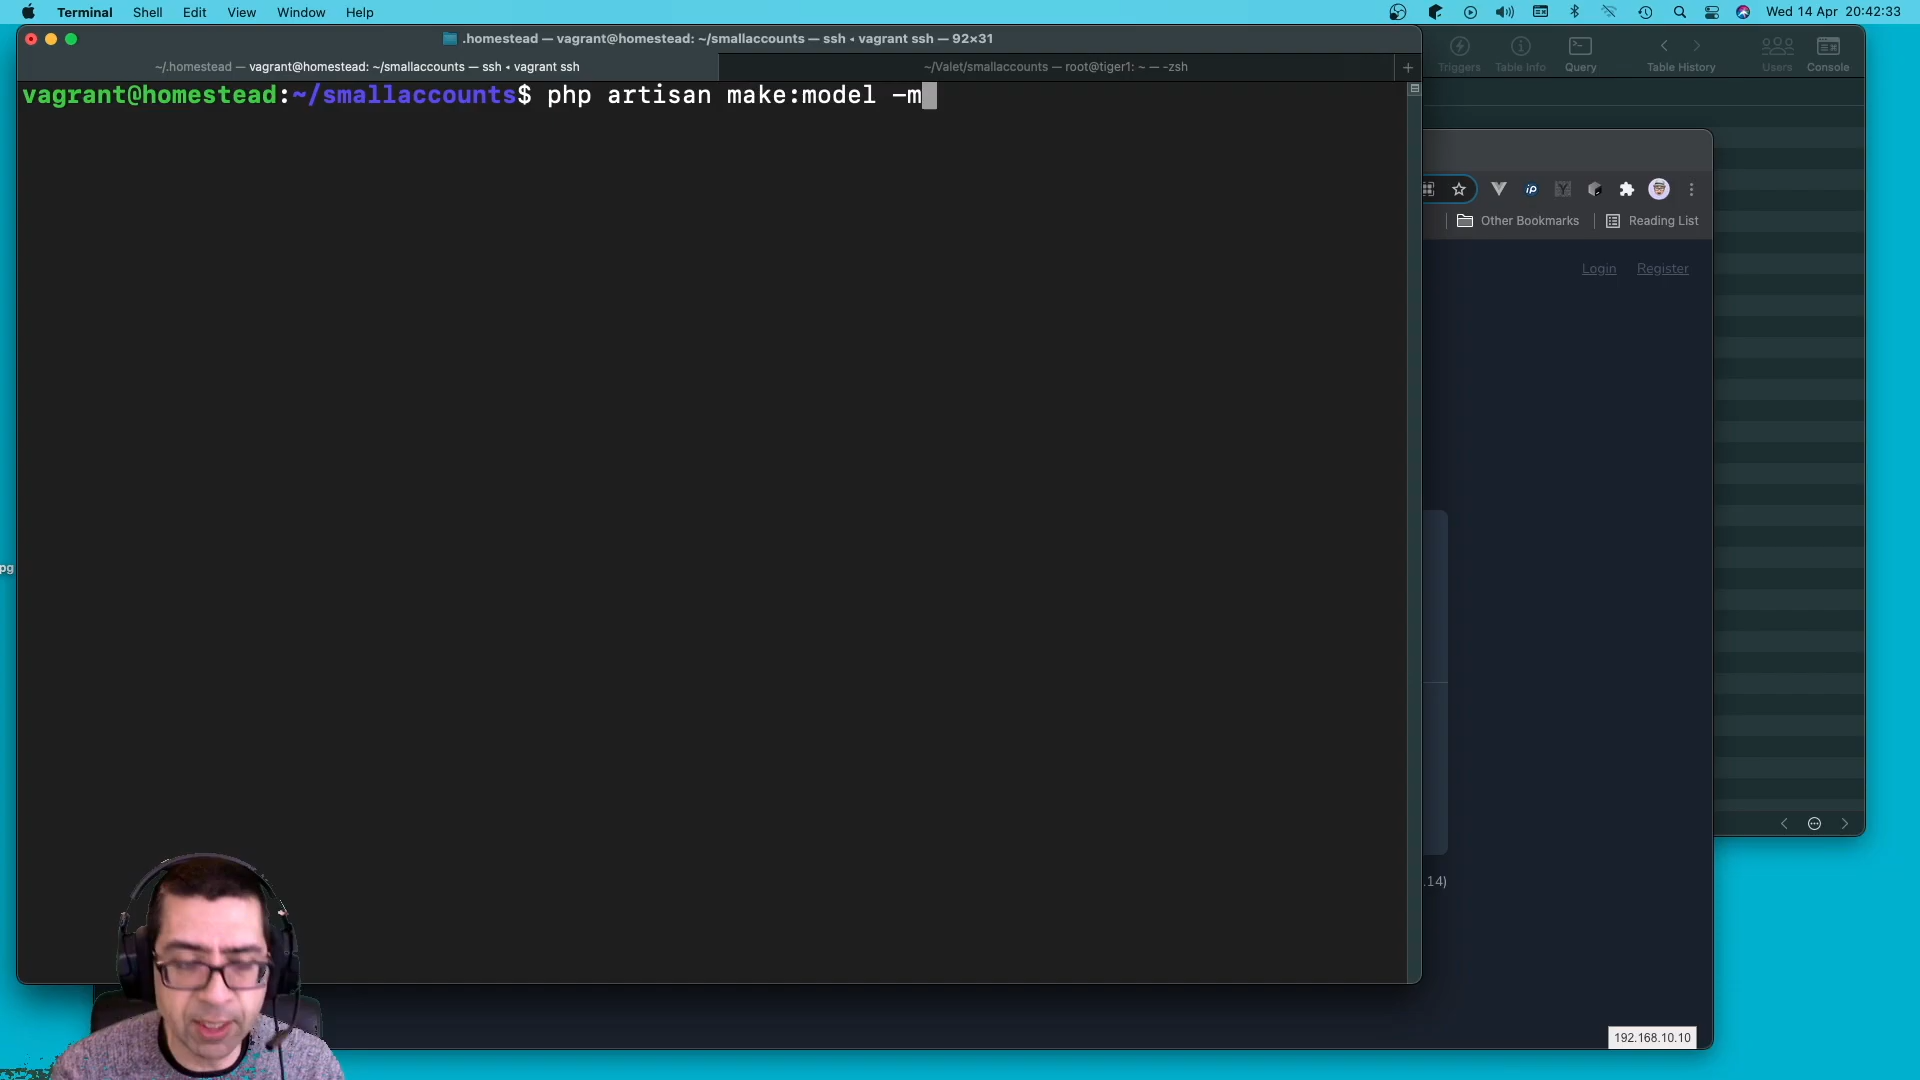 Terminal Shell Edit View Window Help Wed 14 Apr 20:42:33
.homestead — vagrant@homestead: ~/smallaccounts — ssh ◂ vagrant ssh — 92×31
~/.homestead — vagrant@homestead: ~/smallaccounts — ssh ◂ vagrant ssh
~/Valet/smallaccounts — root@tiger1: ~ — -zsh
Triggers Table Info Query Table History Users Console
vagrant@homestead:~/smallaccounts$ php artisan make:model -m
Other Bookmarks Reading List
Login Register
pg
.14)
192.168.10.10